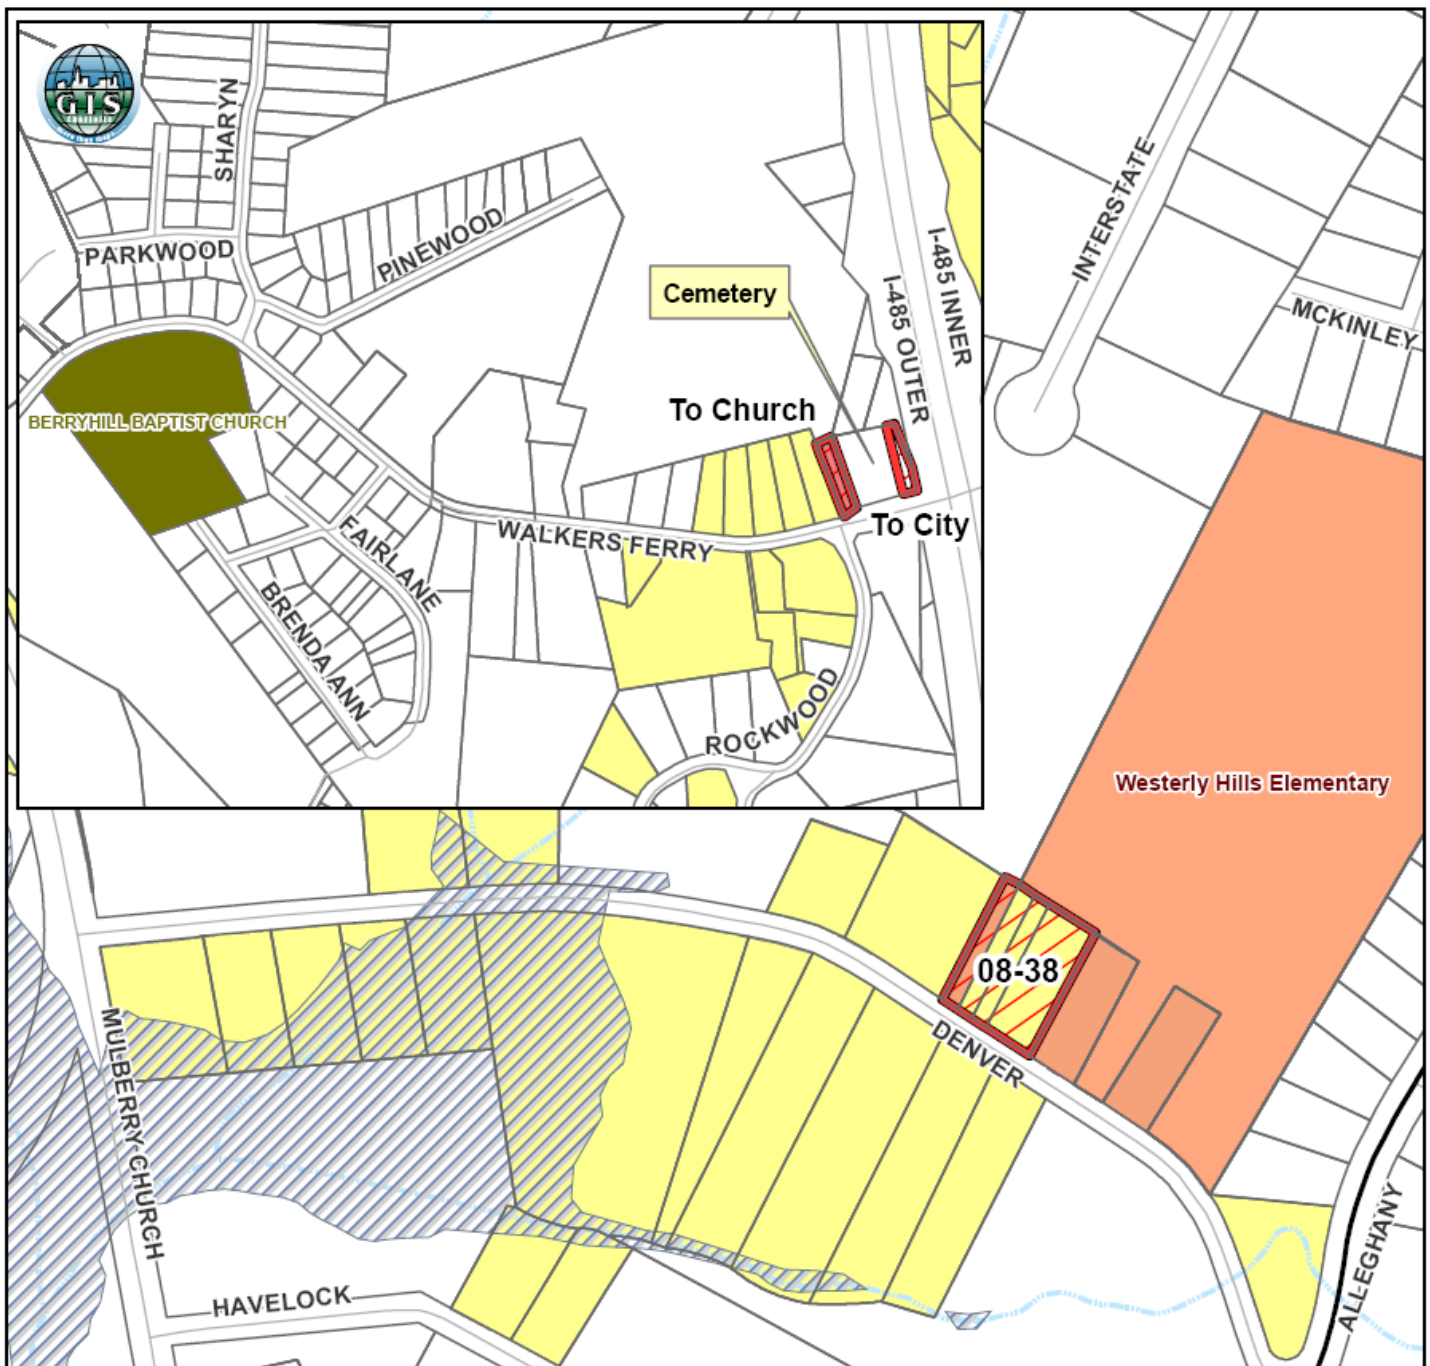 GIS
SHARYN
PARKWOOD
PINEWOOD
Cemetery
I-485 INNER
I-485 OUTER
To Church
BERRYHILL BAPTIST CHURCH
To City
WALKERS FERRY
FAIRLANE
BRENDA ANN
ROCKWOOD
INTERSTATE
MCKINLEY
Westerly Hills Elementary
08-38
DENVER
MULBERRY CHURCH
HAVELOCK
ALLEGHANY